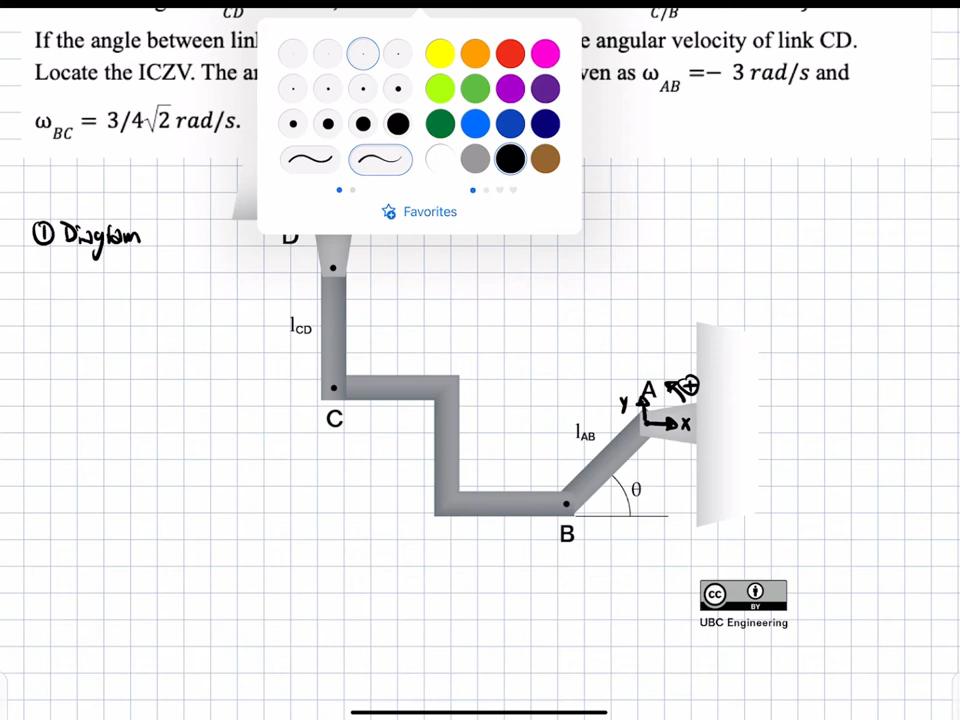 CD
C/B
If the angle between lin
e angular velocity of link CD.
Locate the ICZV. The a
ven as ω AB =− 3 rad/s and
ω BC = 3/4√2 rad/s.
Favorites
① Diagram
D
lCD
C
A
+
y
x
lAB
θ
B
cc
BY
UBC Engineering